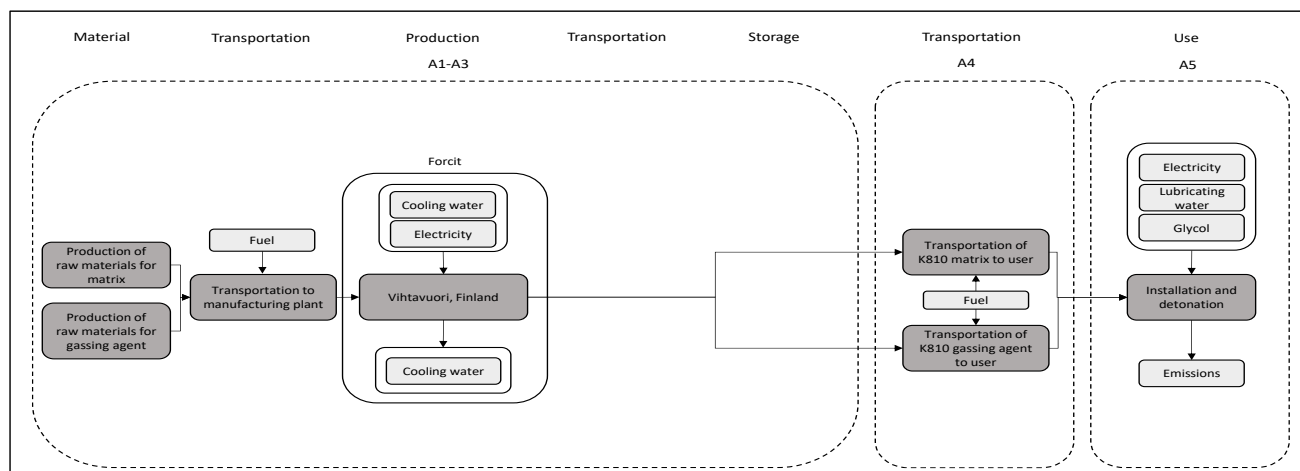 Material
Transportation
Production
Transportation
Storage
Transportation
Use
A1-A3
A4
A5
Forcit
Cooling water
Electricity
Fuel
Production of
raw materials for
matrix
Production of
raw materials for
gassing agent
Transportation to
manufacturing plant
Vihtavuori, Finland
Cooling water
Transportation of
K810 matrix to user
Fuel
Transportation of
K810 gassing agent
to user
Electricity
Lubricating
water
Glycol
Installation and
detonation
Emissions